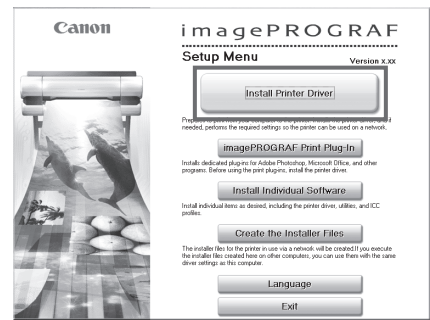 Canon
imagePROGRAF
Setup Menu
Version x.xx
Install Printer Driver
needed, performs the required settings so the printer can be used on a network.
imagePROGRAF Print Plug-In
Installs dedicated plug-ins for Adobe Photoshop, Microsoft Office, and other
programs. Before using the print plug-ins, install the printer driver.
Install Individual Software
Install individual items as desired, including the printer driver, utilities, and ICC
profiles.
Create the Installer Files
The installer files for the printer in use via a network will be created.If you execute
the installer files created here on other computers, you can use them with the same
driver settings as this computer.
Language
Exit